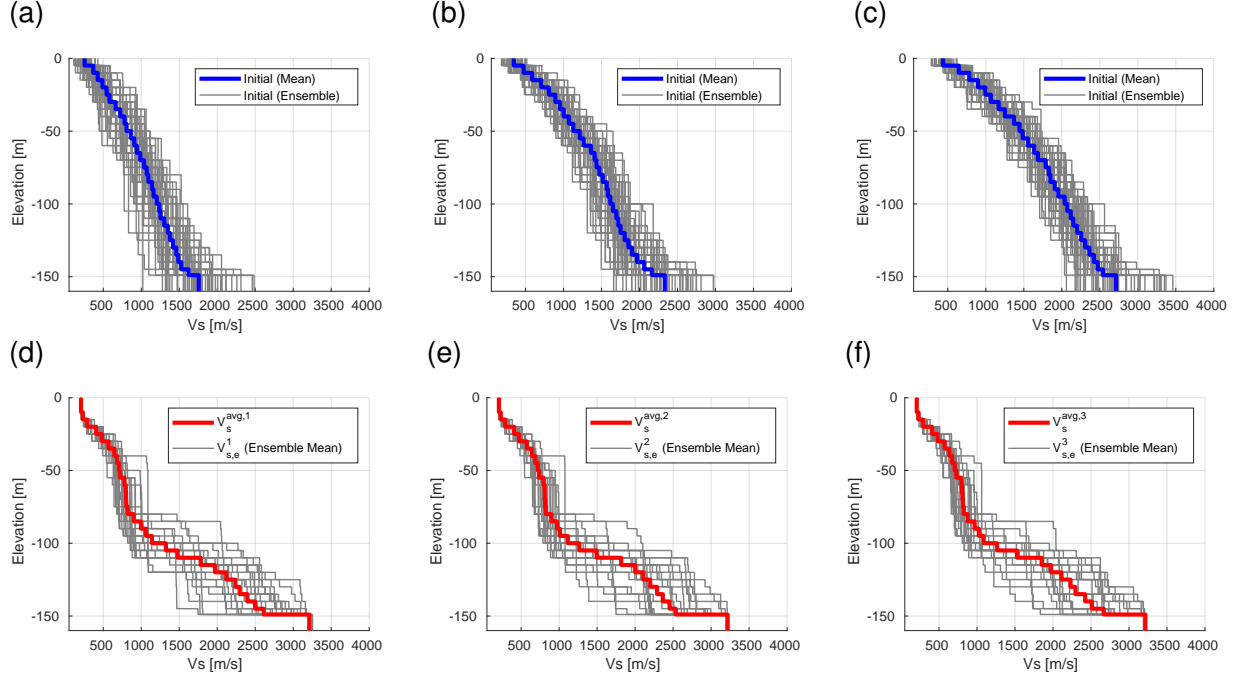 (a)
(b)
(c)
0
-50
-100
-150
Elevation [m]
500 1000 1500 2000 2500 3000 3500 4000
Vs [m/s]
Initial (Mean)
Initial (Ensemble)
0
-50
-100
-150
Elevation [m]
500 1000 1500 2000 2500 3000 3500 4000
Vs [m/s]
Initial (Mean)
Initial (Ensemble)
0
-50
-100
-150
Elevation [m]
500 1000 1500 2000 2500 3000 3500 4000
Vs [m/s]
Initial (Mean)
Initial (Ensemble)
(d)
(e)
(f)
0
-50
-100
-150
Elevation [m]
500 1000 1500 2000 2500 3000 3500 4000
Vs [m/s]
V_s^avg,1
V_s,e^1 (Ensemble Mean)
0
-50
-100
-150
Elevation [m]
500 1000 1500 2000 2500 3000 3500 4000
Vs [m/s]
V_s^avg,2
V_s,e^2 (Ensemble Mean)
0
-50
-100
-150
Elevation [m]
500 1000 1500 2000 2500 3000 3500 4000
Vs [m/s]
V_s^avg,3
V_s,e^3 (Ensemble Mean)